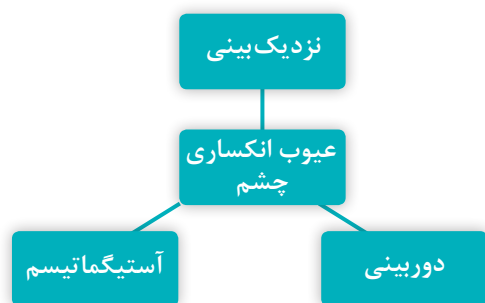 نزدیک‌بینی
عیوب انکساری
چشم
دوربینی
آستیگماتیسم